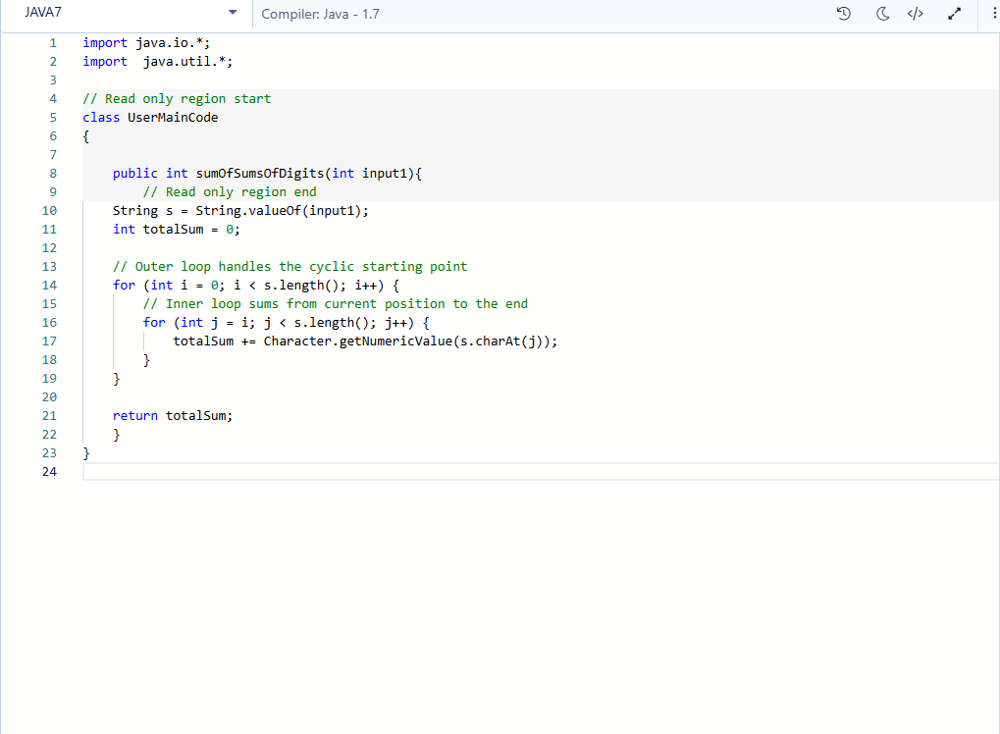 JAVA7
Compiler: Java - 1.7
1 import java.io.*;
2 import  java.util.*;
3
4 // Read only region start
5 class UserMainCode
6 {
7
8     public int sumOfSumsOfDigits(int input1){
9         // Read only region end
10     String s = String.valueOf(input1);
11     int totalSum = 0;
12
13     // Outer loop handles the cyclic starting point
14     for (int i = 0; i < s.length(); i++) {
15         // Inner loop sums from current position to the end
16         for (int j = i; j < s.length(); j++) {
17             totalSum += Character.getNumericValue(s.charAt(j));
18         }
19     }
20
21     return totalSum;
22     }
23 }
24